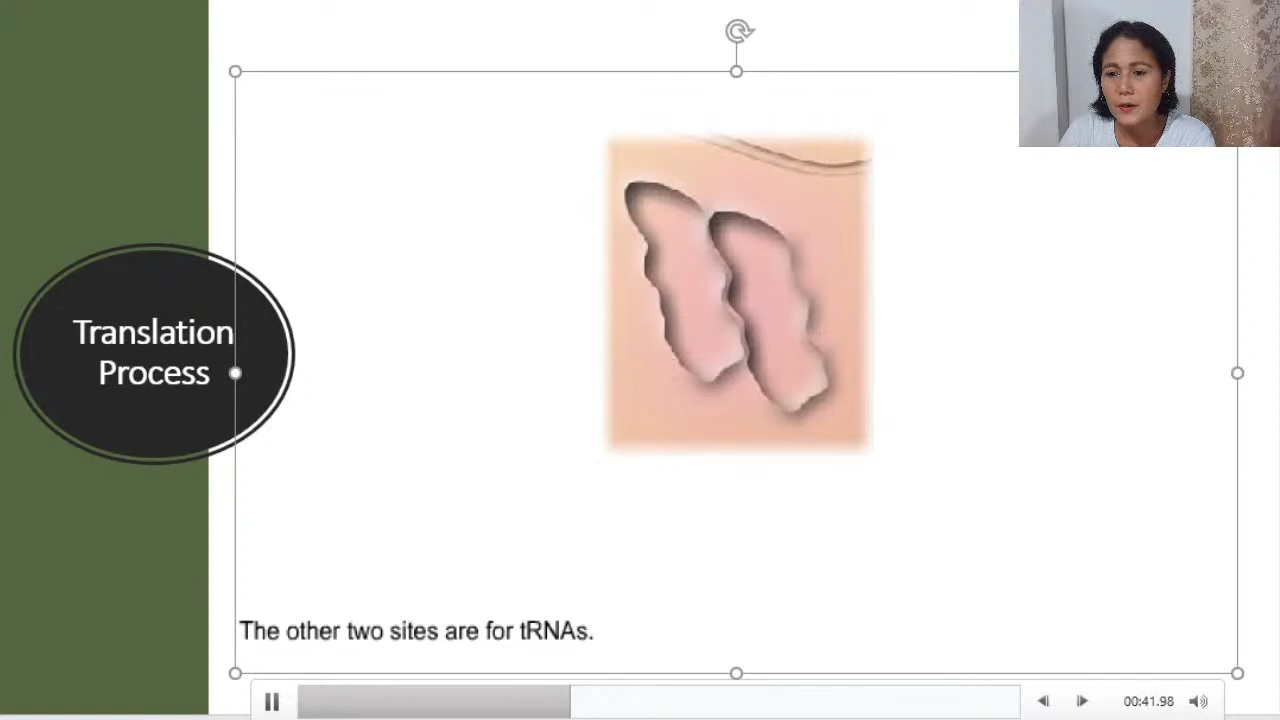 Translation
Process
The other two sites are for tRNAs.
00:41.98